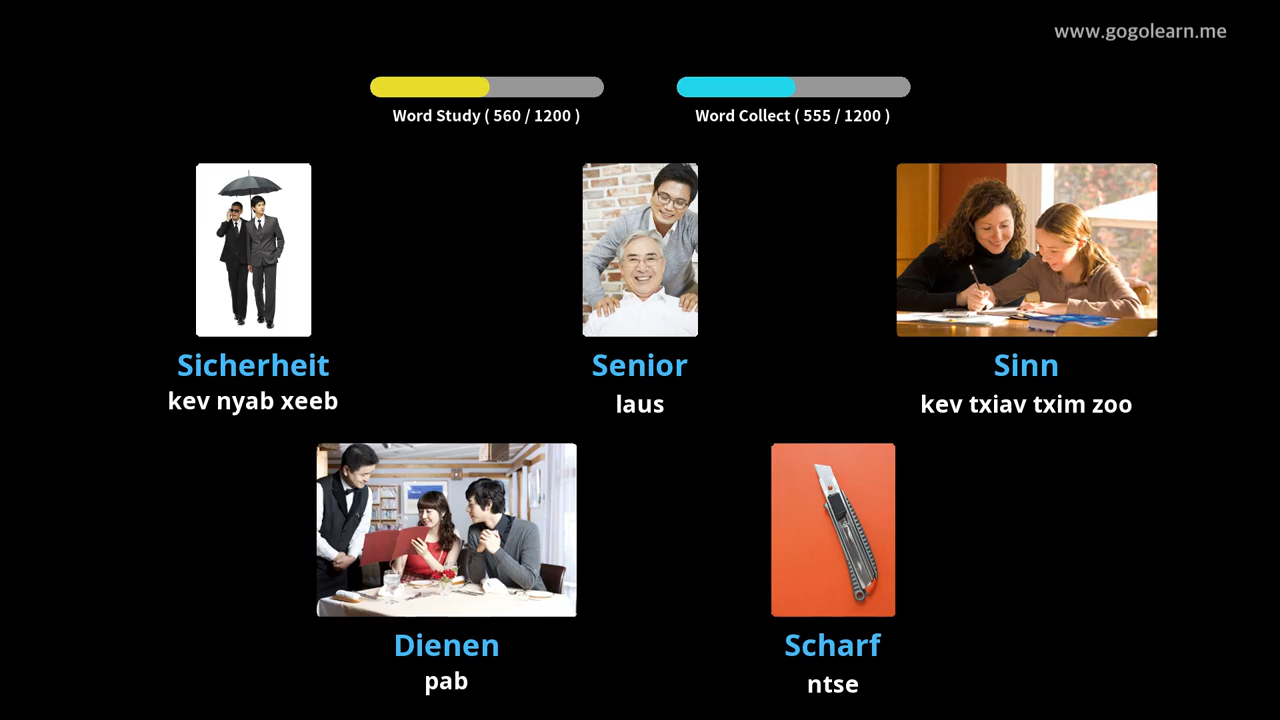 www.gogolearn.me
Word Study ( 560 / 1200 )
Word Collect ( 555 / 1200 )
Sicherheit
kev nyab xeeb
Senior
laus
Sinn
kev txiav txim zoo
Dienen
pab
Scharf
ntse